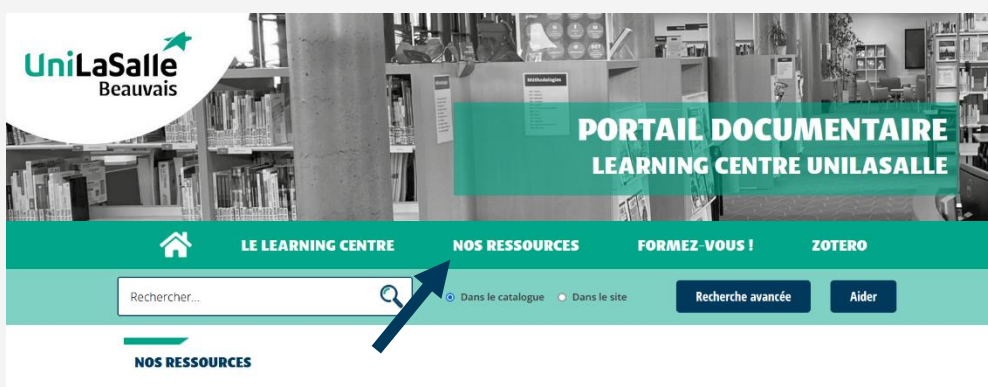 UniLaSalle
Beauvais
Méthodologies
PORTAIL DOCUMENTAIRE
LEARNING CENTRE UNILASALLE
LE LEARNING CENTRE
NOS RESSOURCES
FORMEZ-VOUS !
ZOTERO
Rechercher...
Dans le catalogue
Dans le site
Recherche avancée
Aider
NOS RESSOURCES